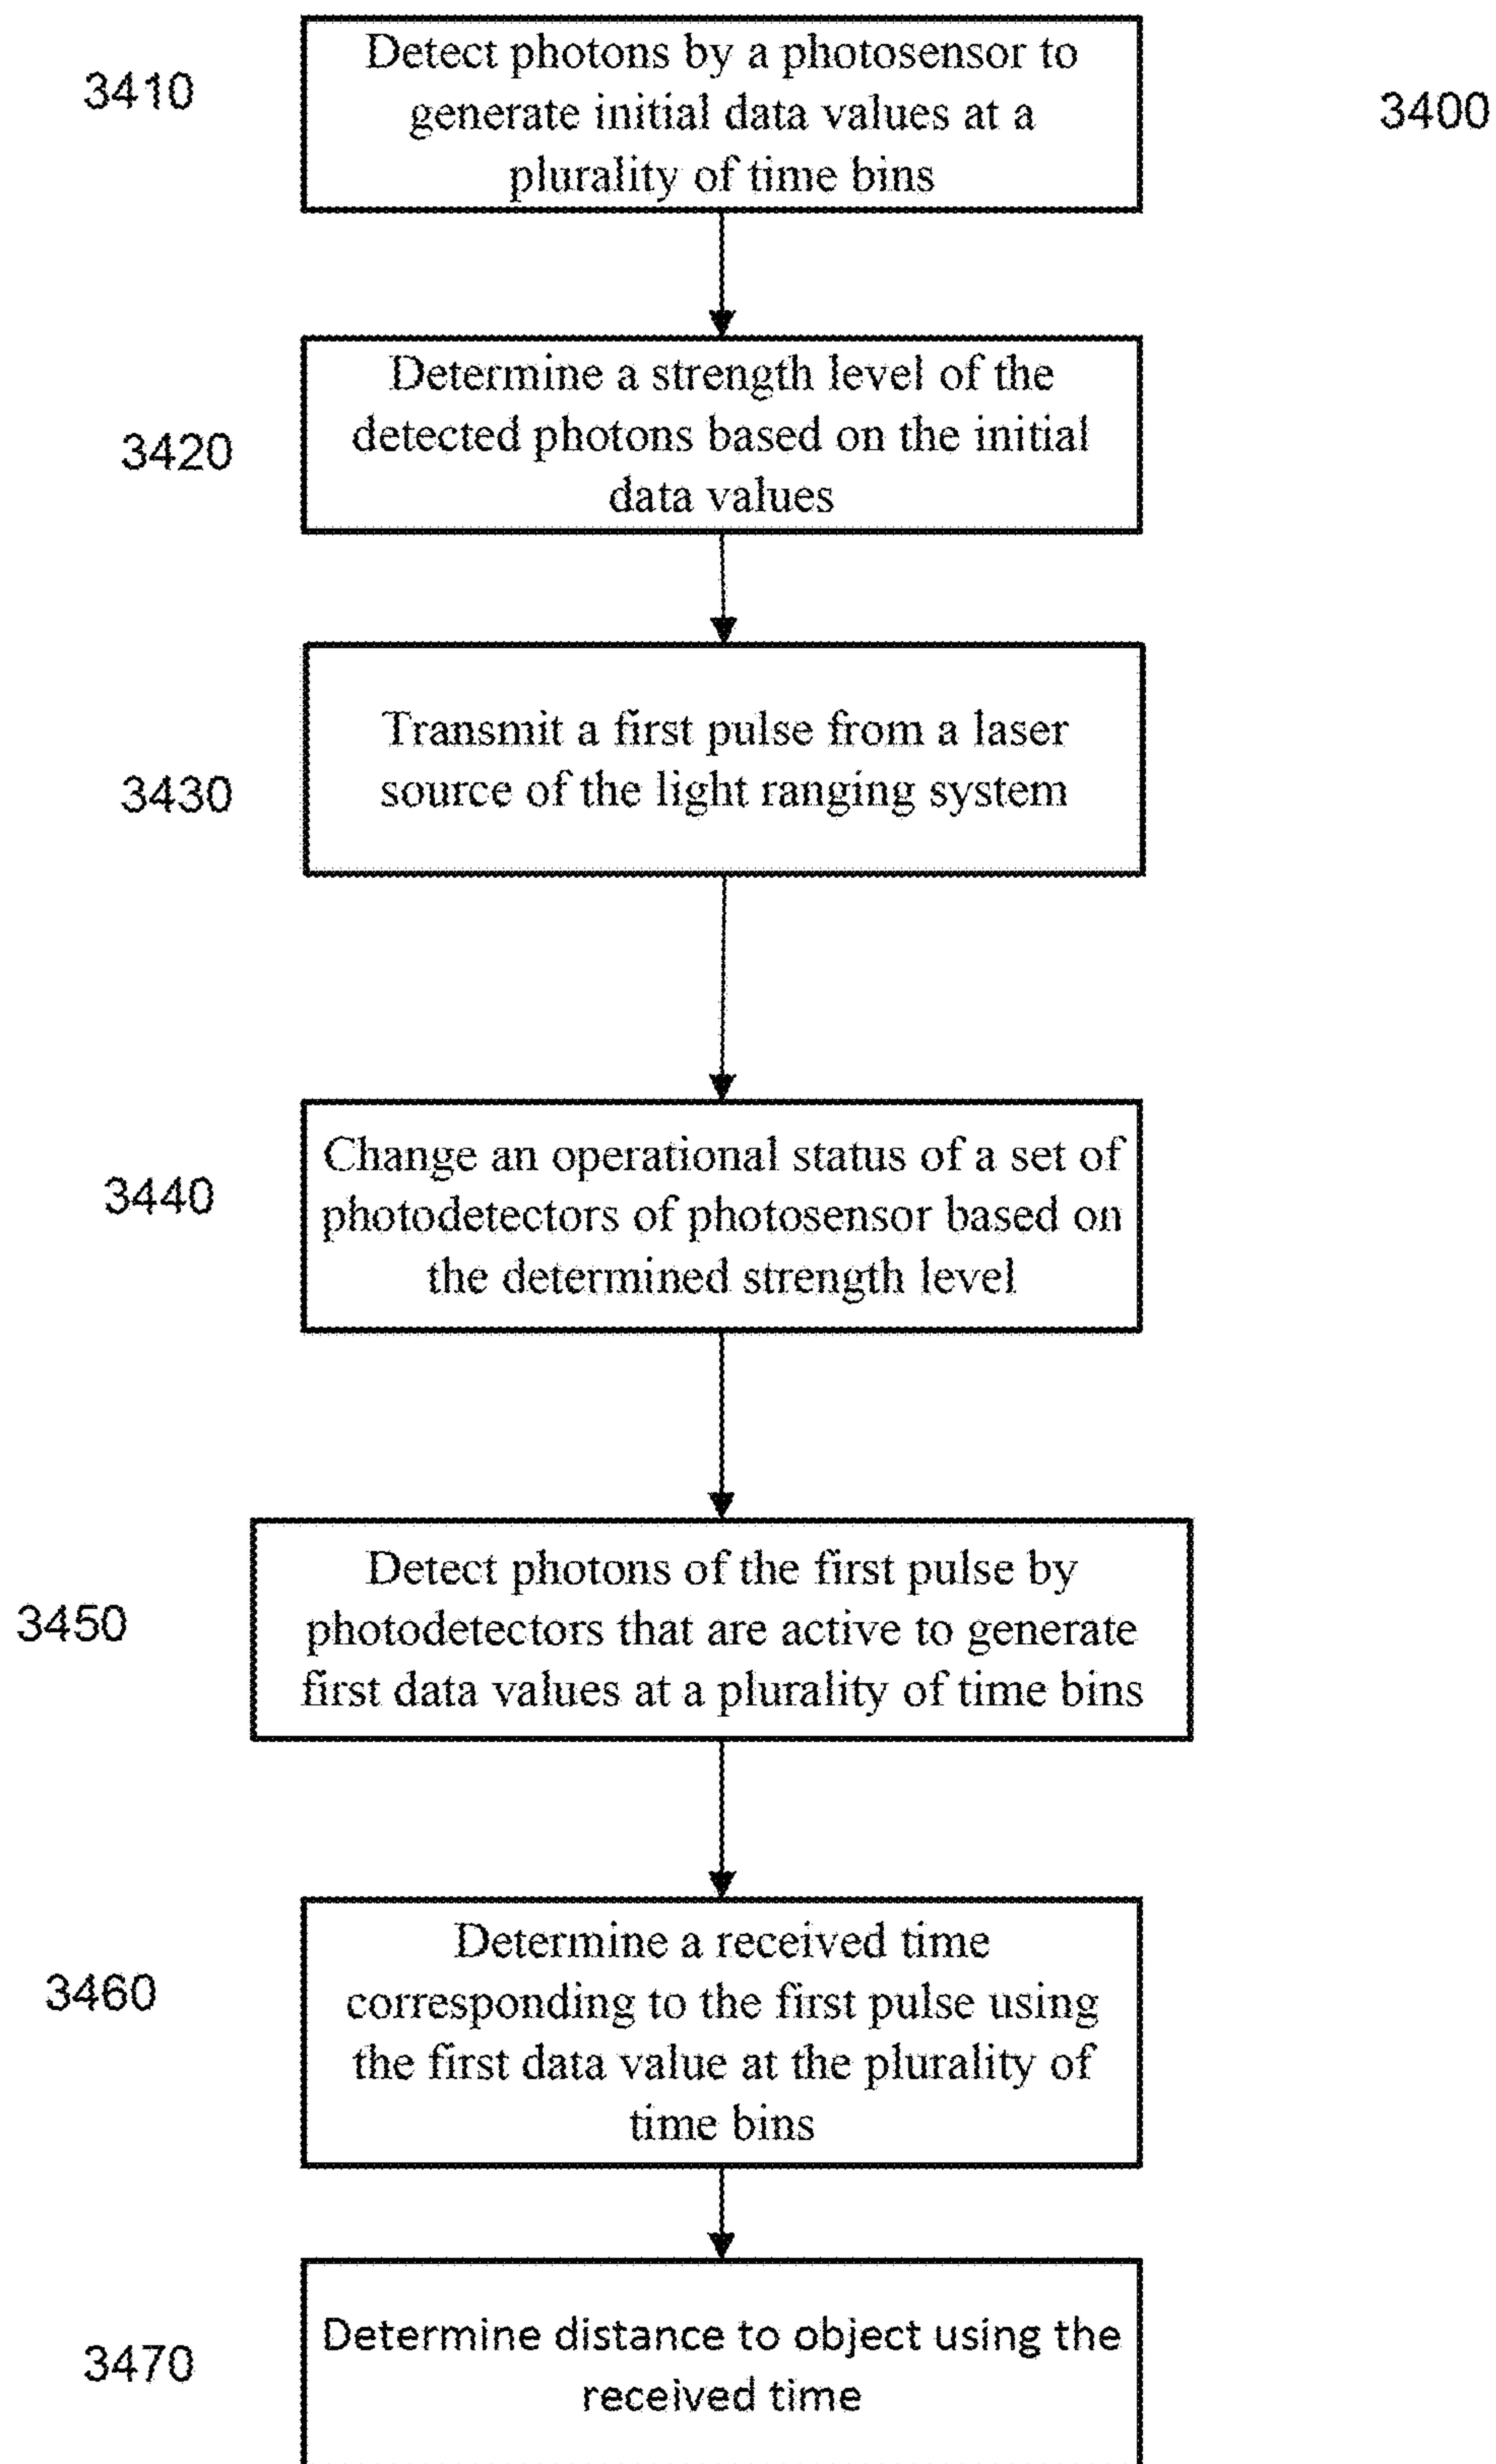 3410
Detect photons by a photosensor to
generate initial data values at a
plurality of time bins
3400
3420
Determine a strength level of the
detected photons based on the initial
data values
3430
Transmit a first pulse from a laser
source of the light ranging system
3440
Change an operational status of a set of
photodetectors of photosensor based on
the determined strength level
3450
Detect photons of the first pulse by
photodetectors that are active to generate
first data values at a plurality of time bins
3460
Determine a received time
corresponding to the first pulse using
the first data value at the plurality of
time bins
3470
Determine distance to object using the
received time